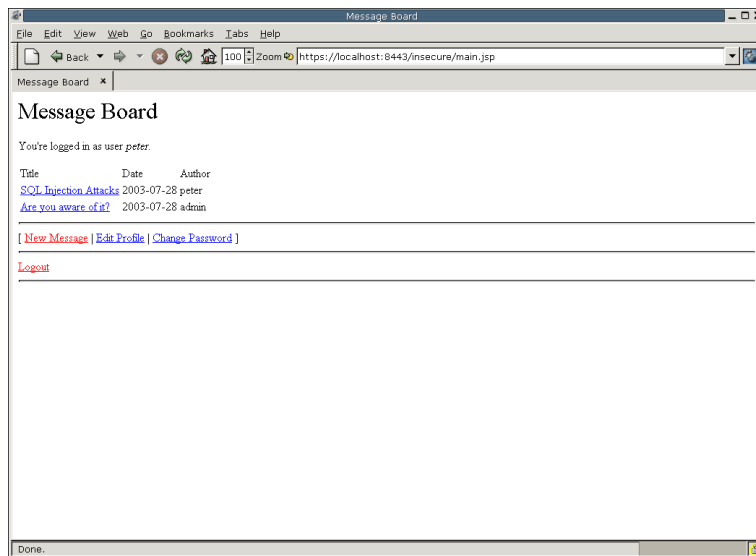 Message Board
File Edit View Web Go Bookmarks Tabs Help
Back 100 Zoom https://localhost:8443/insecure/main.jsp
Message Board x
Message Board
You're logged in as user peter.
Title Date Author
SQL Injection Attacks 2003-07-28 peter
Are you aware of it? 2003-07-28 admin
[ New Message | Edit Profile | Change Password ]
Logout
Done.